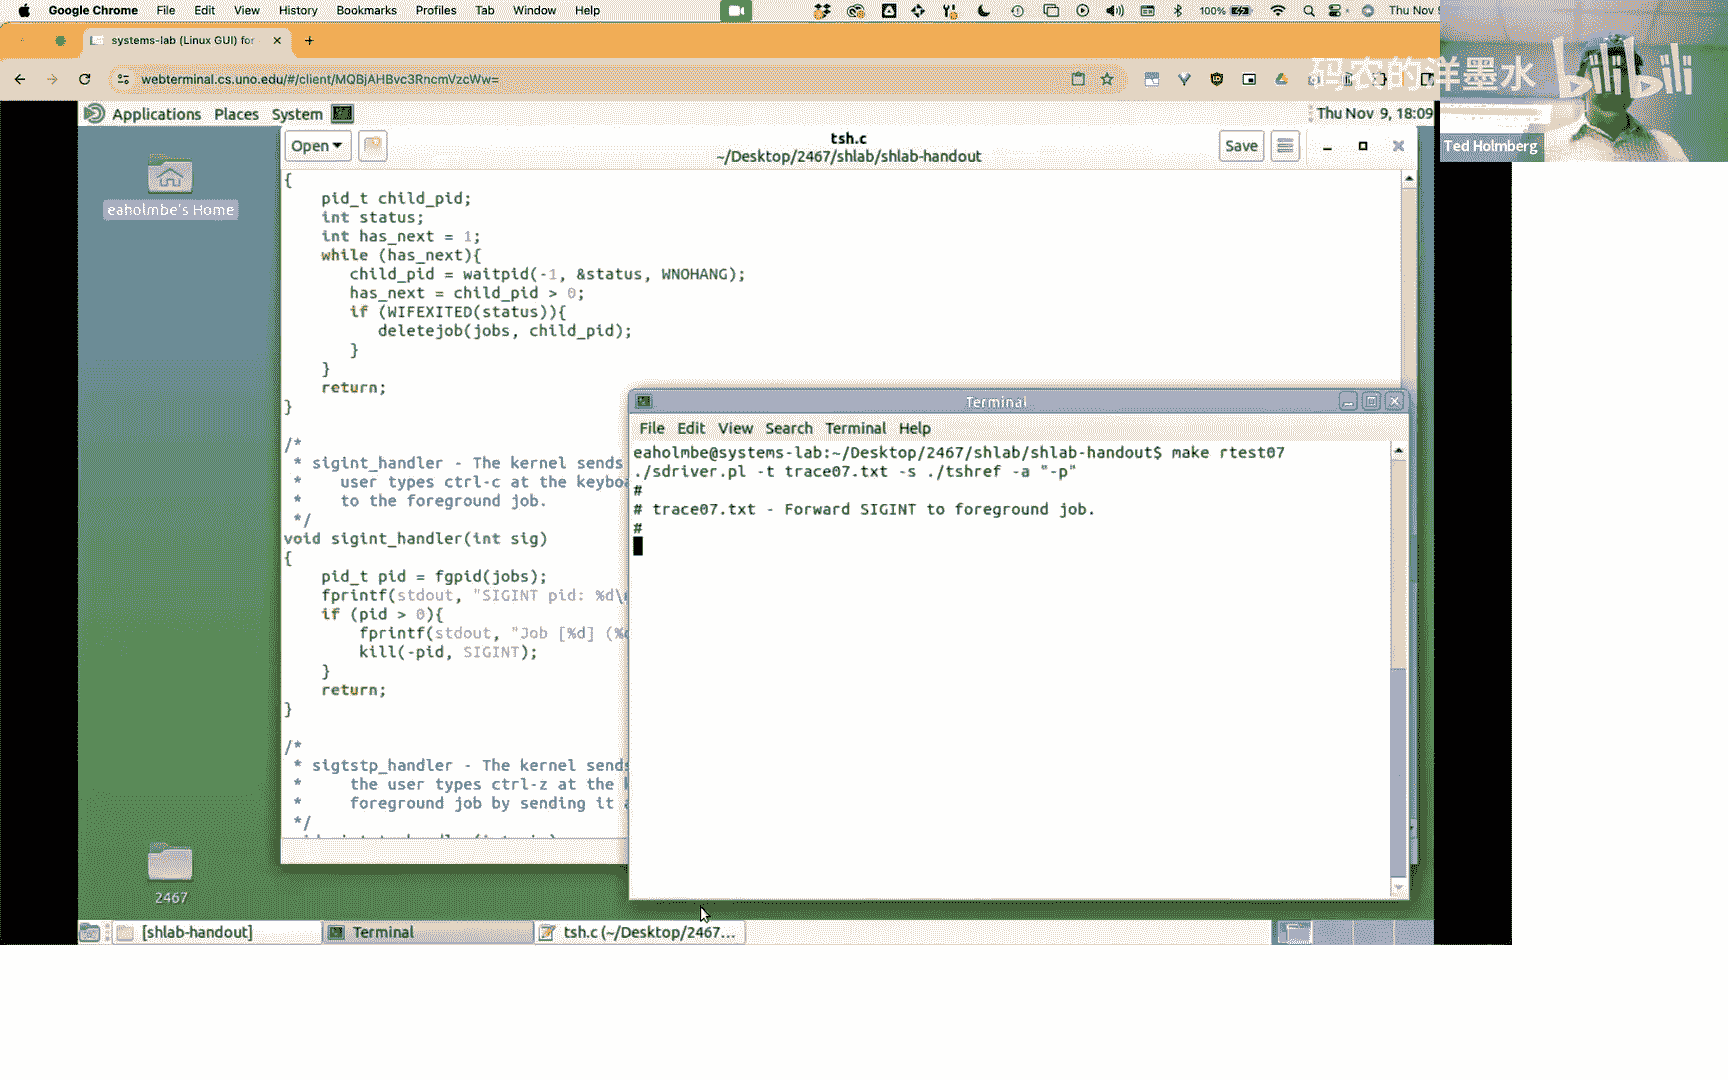 Google Chrome File Edit View History Bookmarks Profiles Tab Window Help 100% Thu Nov
systems-lab (Linux GUI) for
webterminal.cs.uno.edu/#/client/MQBjAHBvc3RncmVzcWw=
码农的洋墨水 bilibili
Ted Holmberg
Applications Places System Thu Nov 9, 18:09
Open tsh.c Save
~/Desktop/2467/shlab/shlab-handout
eaholmbe's Home
2467
{
pid_t child_pid;
int status;
int has_next = 1;
while (has_next){
child_pid = waitpid(-1, &status, WNOHANG);
has_next = child_pid > 0;
if (WIFEXITED(status)){
deletejob(jobs, child_pid);
}
}
return;
}
/*
* sigint_handler - The kernel sends
* user types ctrl-c at the keybo
* to the foreground job.
*/
void sigint_handler(int sig)
{
pid_t pid = fgpid(jobs);
fprintf(stdout, "SIGINT pid: %d\
if (pid > 0){
fprintf(stdout, "Job [%d] (%
kill(-pid, SIGINT);
}
return;
}
/*
* sigtstp_handler - The kernel sends
* the user types ctrl-z at the
* foreground job by sending it
*/
Terminal
File Edit View Search Terminal Help
eaholmbe@systems-lab:~/Desktop/2467/shlab/shlab-handout$ make rtest07
./sdriver.pl -t trace07.txt -s ./tshref -a "-p"
#
# trace07.txt - Forward SIGINT to foreground job.
#
[shlab-handout] Terminal tsh.c (~/Desktop/2467...